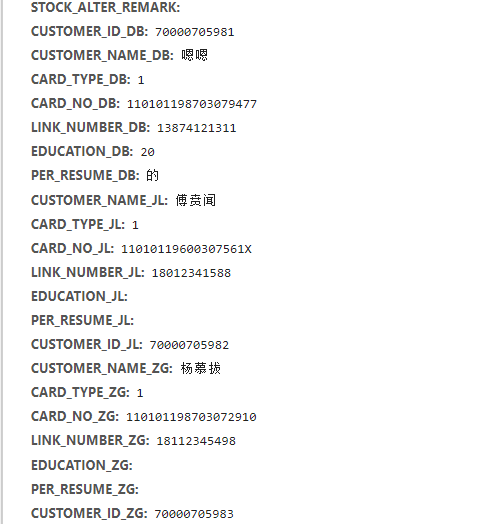 STOCK_ALTER_REMARK:
CUSTOMER_ID_DB: 70000705981
CUSTOMER_NAME_DB: 嗯嗯
CARD_TYPE_DB: 1
CARD_NO_DB: 110101198703079477
LINK_NUMBER_DB: 13874121311
EDUCATION_DB: 20
PER_RESUME_DB: 的
CUSTOMER_NAME_JL: 傅贲闻
CARD_TYPE_JL: 1
CARD_NO_JL: 11010119600307561X
LINK_NUMBER_JL: 18012341588
EDUCATION_JL:
PER_RESUME_JL:
CUSTOMER_ID_JL: 70000705982
CUSTOMER_NAME_ZG: 杨慕拔
CARD_TYPE_ZG: 1
CARD_NO_ZG: 110101198703072910
LINK_NUMBER_ZG: 18112345498
EDUCATION_ZG:
PER_RESUME_ZG:
CUSTOMER_ID_ZG: 70000705983